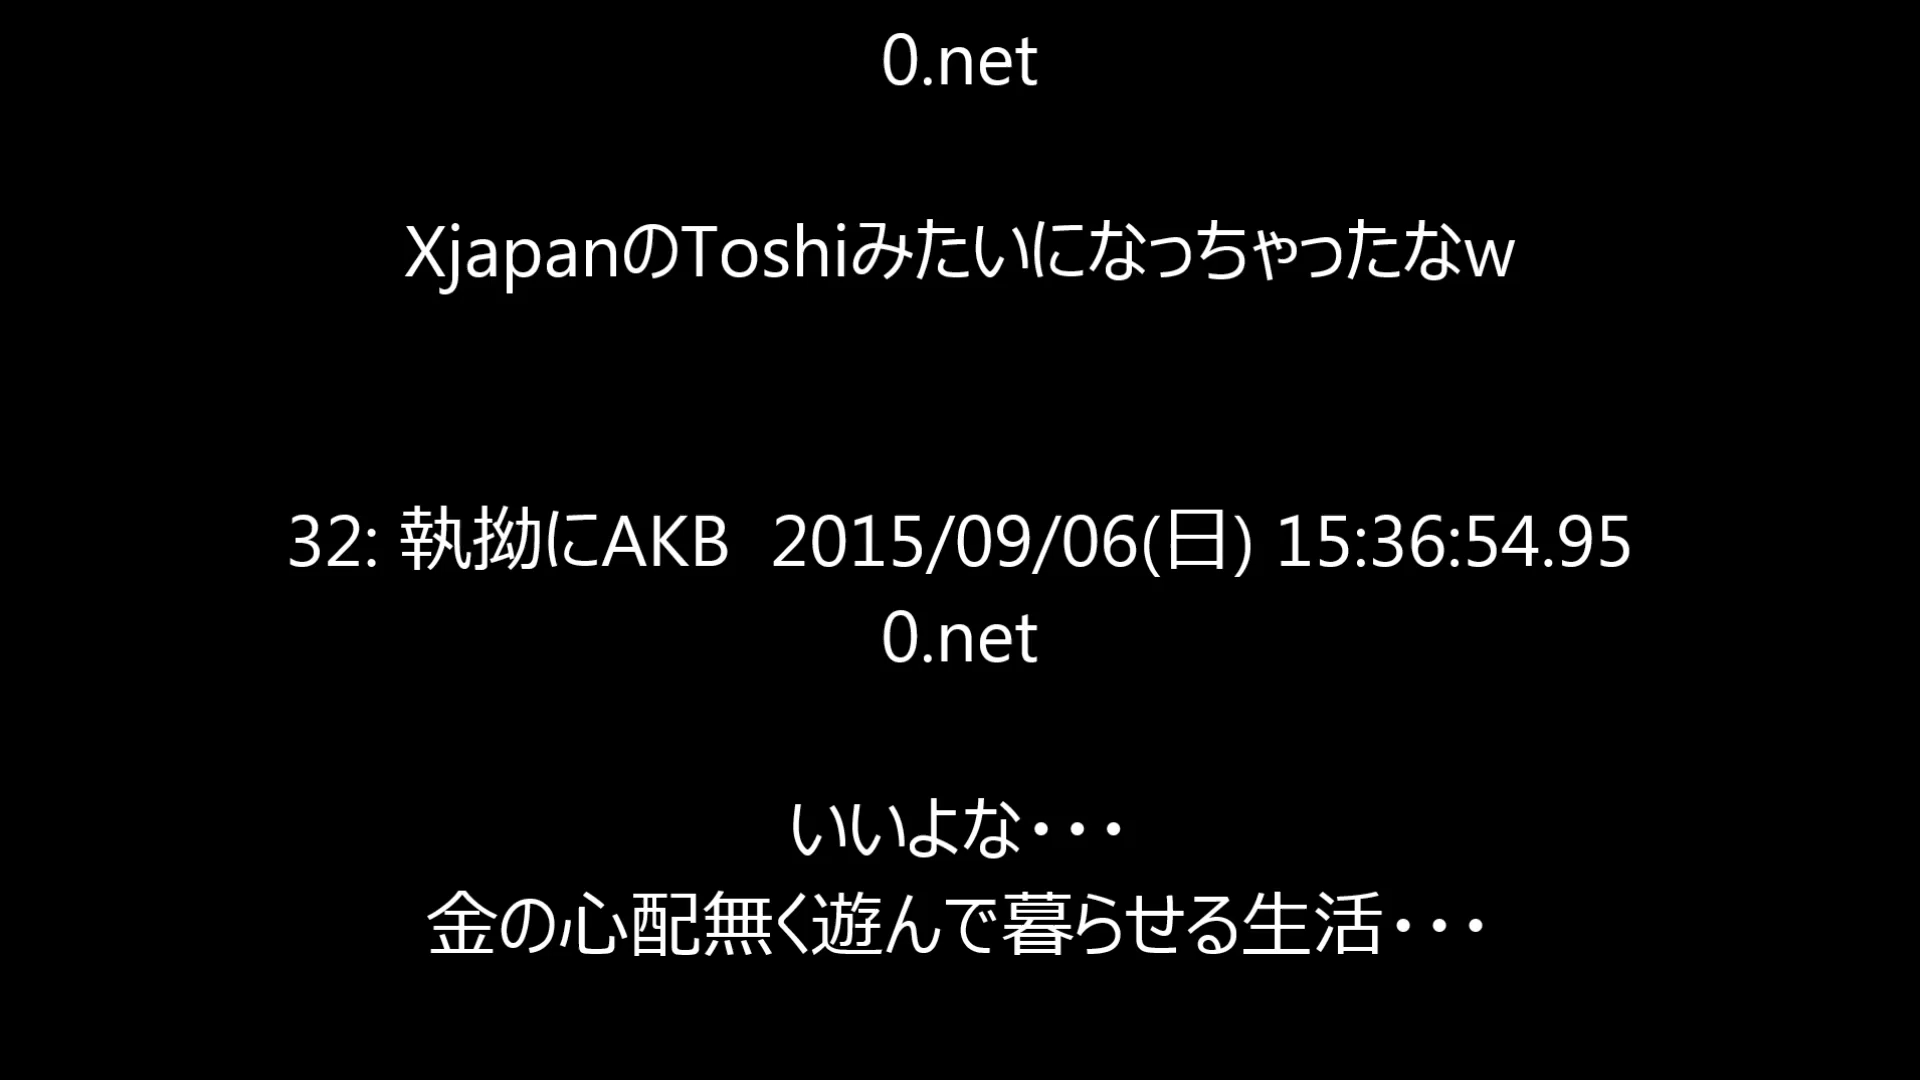 0.net
XjapanのToshiみたいになっちゃったなw
32: 執拗にAKB 2015/09/06(日) 15:36:54.95
0.net
いいよな・・・
金の心配無く遊んで暮らせる生活・・・